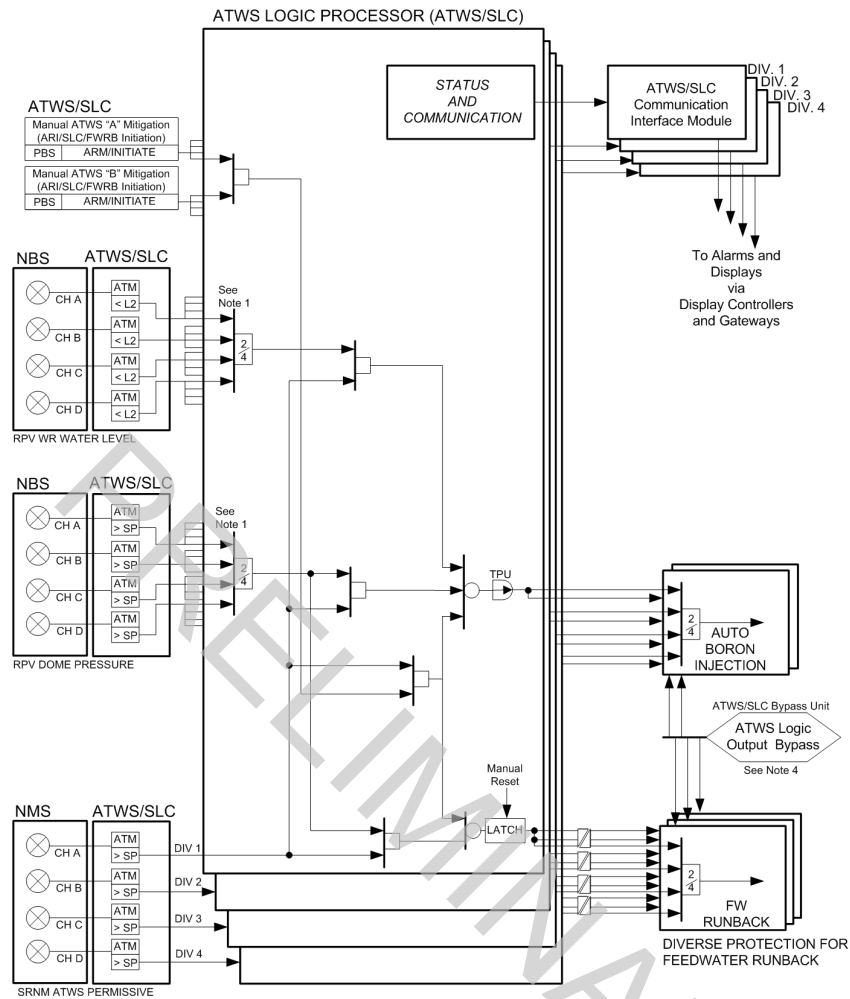 ATWS LOGIC PROCESSOR (ATWS/SLC)
STATUS
AND
COMMUNICATION
ATWS/SLC
Communication
Interface Module
DIV. 1
DIV. 2
DIV. 3
DIV. 4
To Alarms and
Displays
via
Display Controllers
and Gateways
ATWS/SLC
Manual ATWS "A" Mitigation
(ARI/SLC/FWRB Initiation)
PBS ARM/INITIATE
Manual ATWS "B" Mitigation
(ARI/SLC/FWRB Initiation)
PBS ARM/INITIATE
NBS ATWS/SLC
CH A
ATM
< L2
CH B
ATM
< L2
CH C
ATM
< L2
CH D
ATM
< L2
RPV WR WATER LEVEL
See
Note 1
2/4
NBS ATWS/SLC
CH A
ATM
> SP
CH B
ATM
> SP
CH C
ATM
> SP
CH D
ATM
> SP
RPV DOME PRESSURE
See
Note 1
2/4
TPU
2/4
AUTO
BORON
INJECTION
ATWS/SLC Bypass Unit
ATWS Logic
Output Bypass
See Note 4
Manual
Reset
LATCH
NMS ATWS/SLC
CH A
ATM
> SP
DIV 1
CH B
ATM
> SP
DIV 2
CH C
ATM
> SP
DIV 3
CH D
ATM
> SP
DIV 4
SRNM ATWS PERMISSIVE
2/4
FW
RUNBACK
DIVERSE PROTECTION FOR
FEEDWATER RUNBACK
PRELIMINA